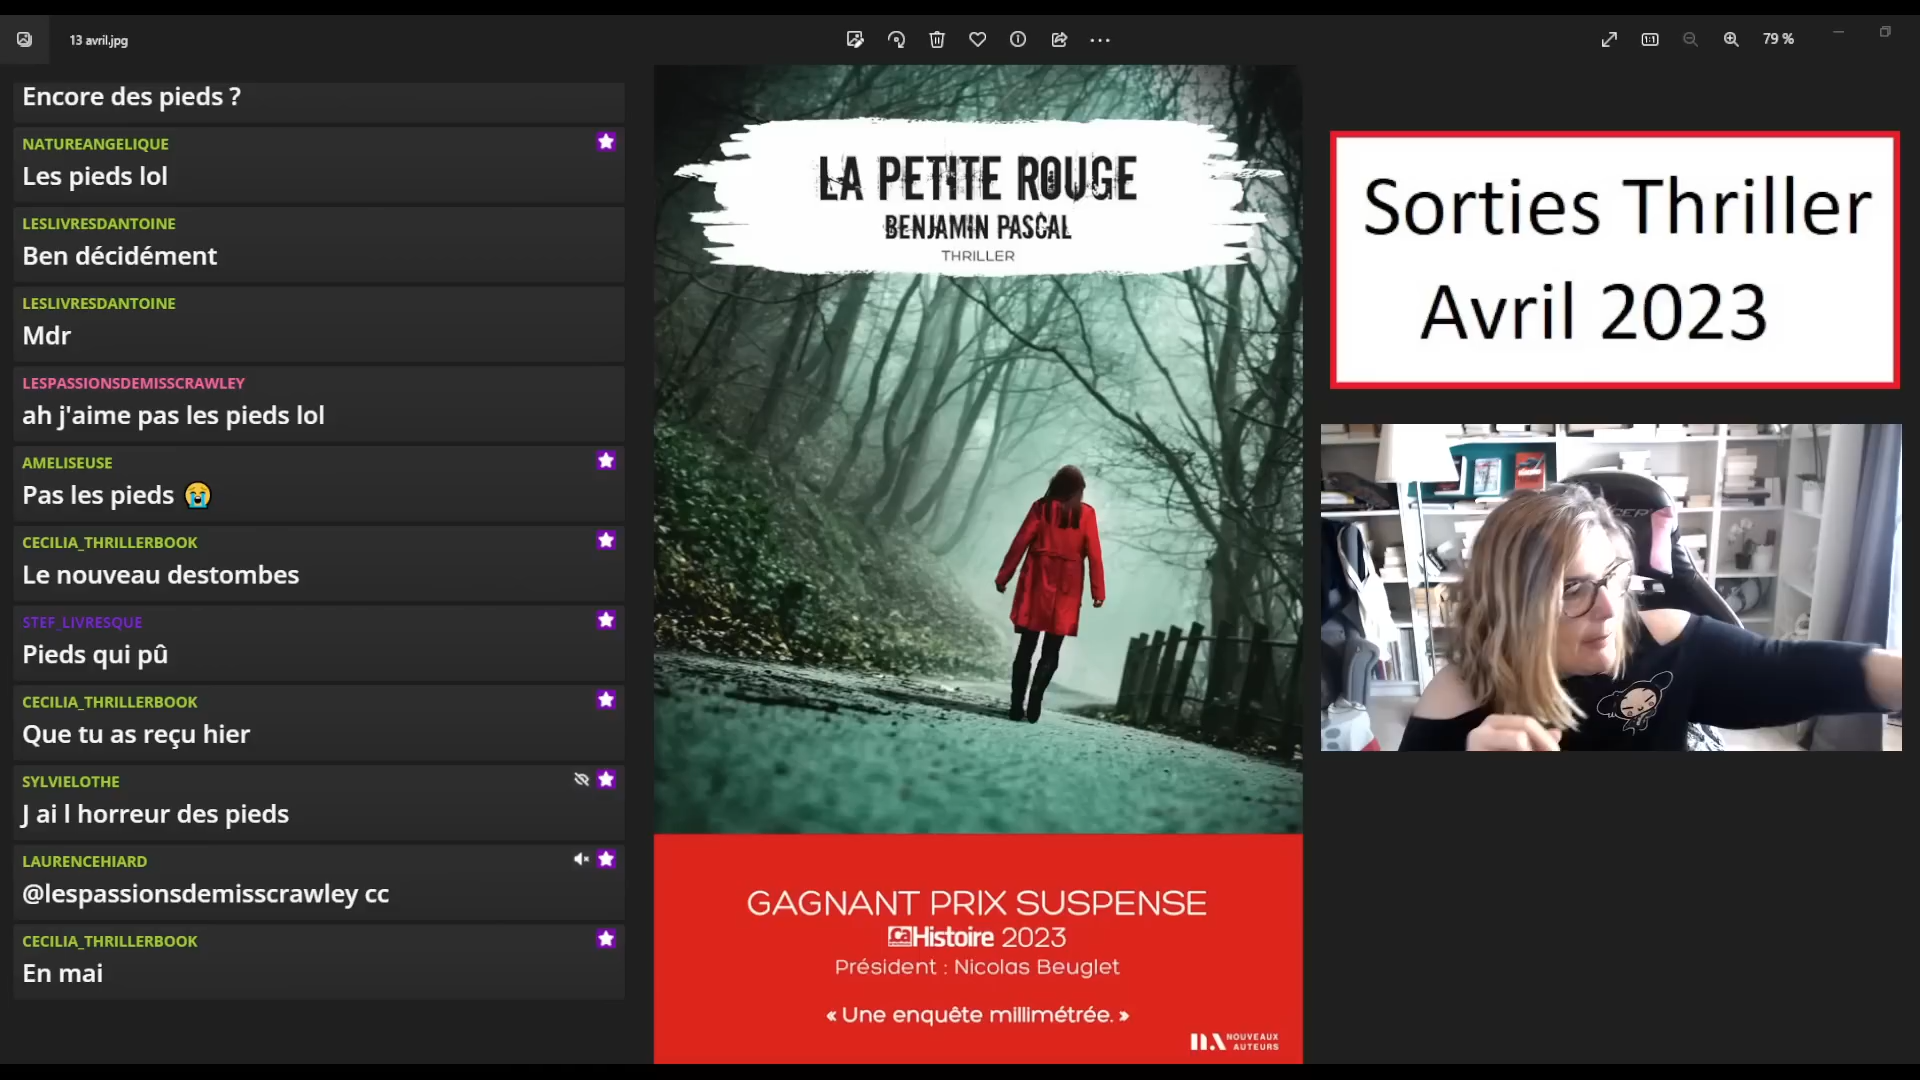 13 avril.jpg
79 %
Encore des pieds ?
NATUREANGELIQUE
Les pieds lol
LESLIVRESDANTOINE
Ben décidément
LESLIVRESDANTOINE
Mdr
LESPASSIONSDEMISSCRAWLEY
ah j'aime pas les pieds lol
AMELISEUSE
Pas les pieds 😭
CECILIA_THRILLERBOOK
Le nouveau destombes
STEF_LIVRESQUE
Pieds qui pû
CECILIA_THRILLERBOOK
Que tu as reçu hier
SYLVIELOTHE
J ai l horreur des pieds
LAURENCEHIARD
@lespassionsdemisscrawley cc
CECILIA_THRILLERBOOK
En mai
LA PETITE ROUGE
BENJAMIN PASCAL
THRILLER
GAGNANT PRIX SUSPENSE
Ça Histoire 2023
Président : Nicolas Beuglet
« Une enquête millimétrée. »
NA NOUVEAUX
AUTEURS
Sorties Thriller
Avril 2023